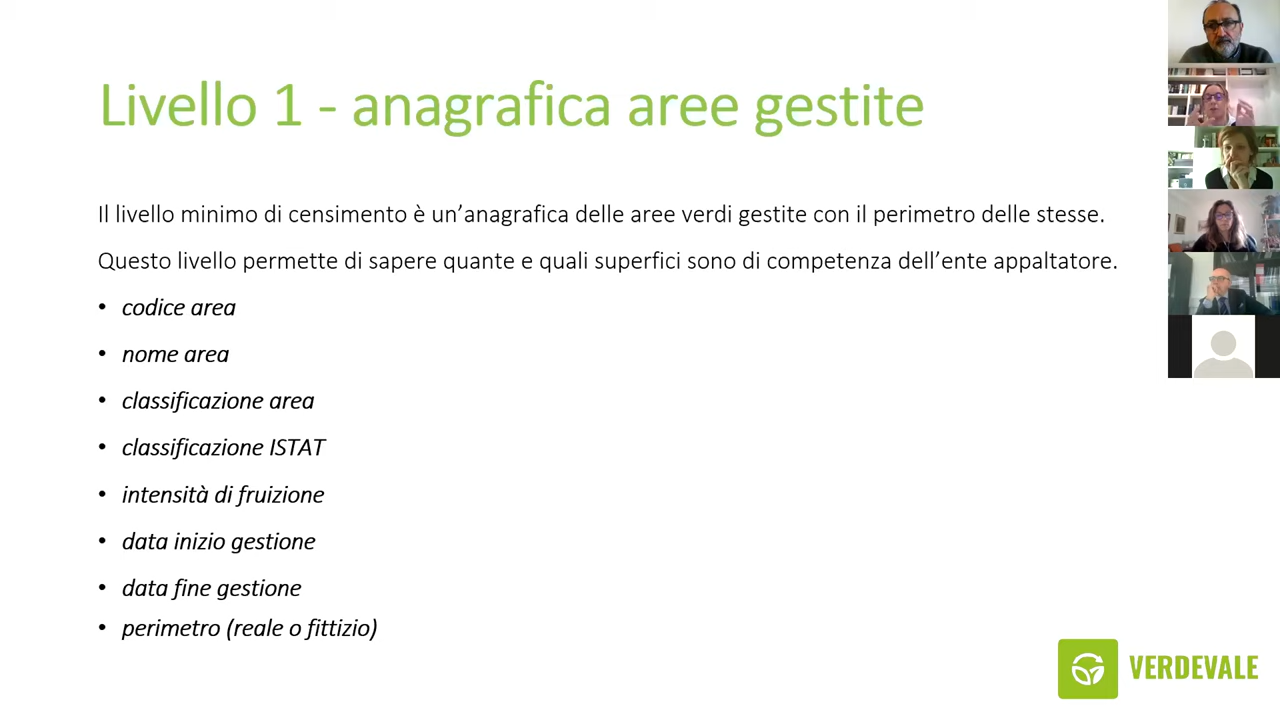 Livello 1 - anagrafica aree gestite
Il livello minimo di censimento è un’anagrafica delle aree verdi gestite con il perimetro delle stesse.
Questo livello permette di sapere quante e quali superfici sono di competenza dell’ente appaltatore.
• codice area
• nome area
• classificazione area
• classificazione ISTAT
• intensità di fruizione
• data inizio gestione
• data fine gestione
• perimetro (reale o fittizio)
VERDEVALE